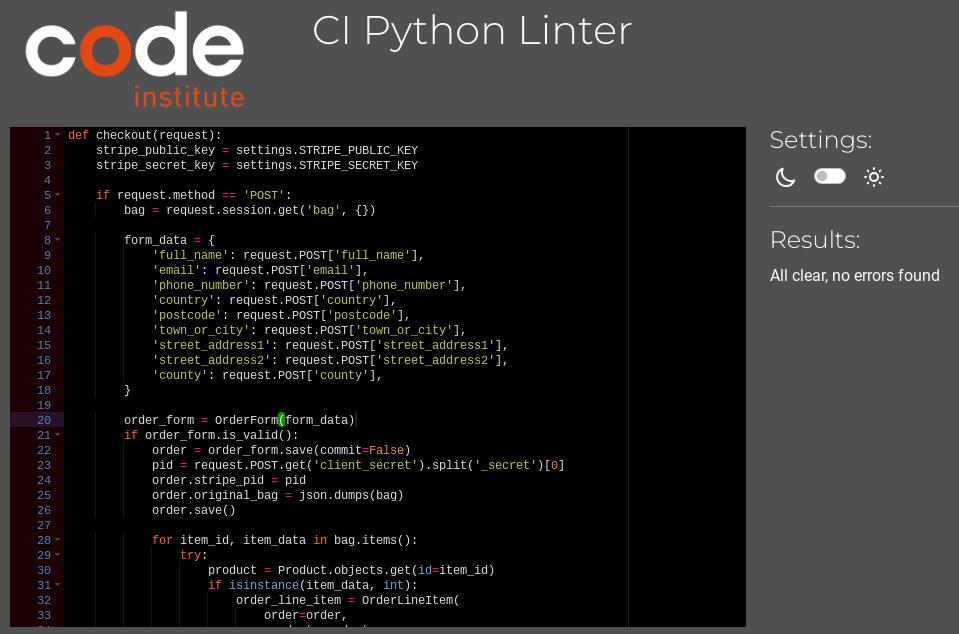 code
institute
CI Python Linter
1 def checkout(request):
2     stripe_public_key = settings.STRIPE_PUBLIC_KEY
3     stripe_secret_key = settings.STRIPE_SECRET_KEY
4
5     if request.method == 'POST':
6         bag = request.session.get('bag', {})
7
8         form_data = {
9             'full_name': request.POST['full_name'],
10             'email': request.POST['email'],
11             'phone_number': request.POST['phone_number'],
12             'country': request.POST['country'],
13             'postcode': request.POST['postcode'],
14             'town_or_city': request.POST['town_or_city'],
15             'street_address1': request.POST['street_address1'],
16             'street_address2': request.POST['street_address2'],
17             'county': request.POST['county'],
18         }
19
20         order_form = OrderForm(form_data)
21         if order_form.is_valid():
22             order = order_form.save(commit=False)
23             pid = request.POST.get('client_secret').split('_secret')[0]
24             order.stripe_pid = pid
25             order.original_bag = json.dumps(bag)
26             order.save()
27
28             for item_id, item_data in bag.items():
29                 try:
30                     product = Product.objects.get(id=item_id)
31                     if isinstance(item_data, int):
32                         order_line_item = OrderLineItem(
33                             order=order,
Settings:
Results:
All clear, no errors found